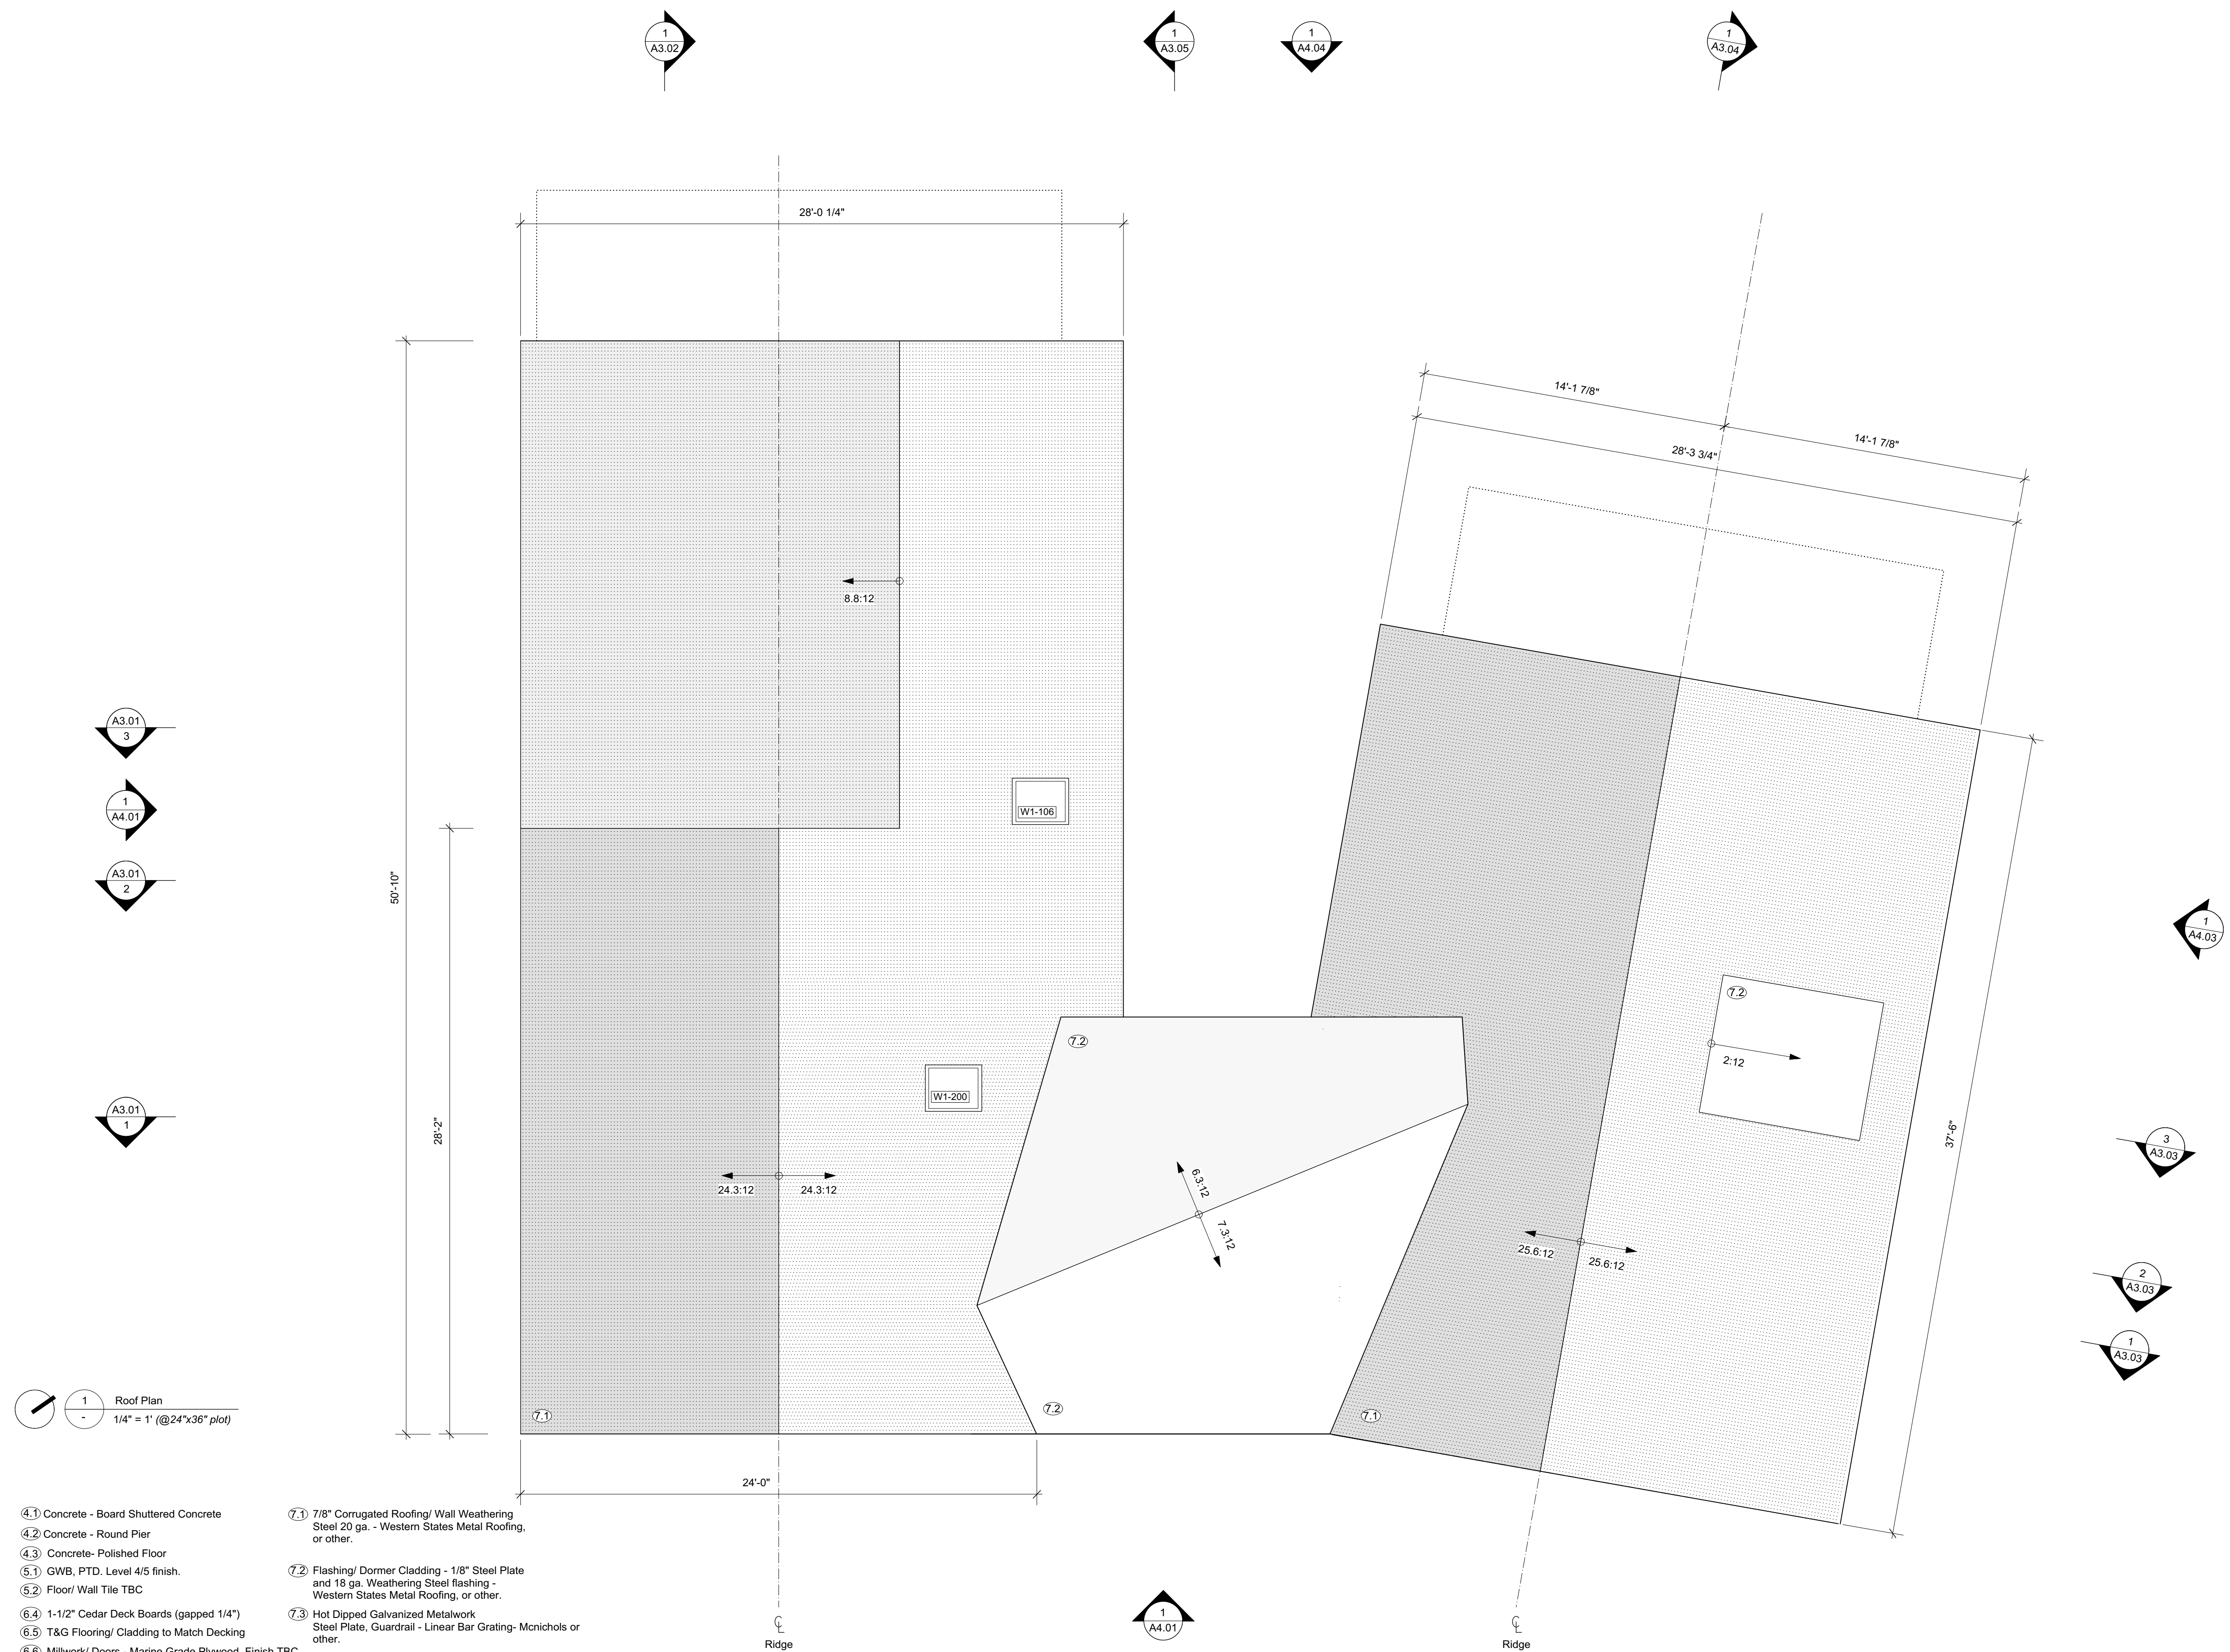 1
A3.02
1
A3.05
1
A4.04
1
A3.04
28'-0 1/4"
14'-1 7/8"
14'-1 7/8"
28'-3 3/4"
8.8:12
A3.01
3
1
A4.01
A3.01
2
A3.01
1
W1-106
W1-200
50'-10"
28'-2"
1
A4.03
7.2
2:12
7.2
3
A3.03
37'-6"
24.3:12
24.3:12
6.3:12
7.3:12
25.6:12
25.6:12
2
A3.03
1
A3.03
1
-
Roof Plan
1/4" = 1' (@24"x36" plot)
7.1
7.2
7.1
24'-0"
4.1 Concrete - Board Shuttered Concrete
4.2 Concrete - Round Pier
4.3 Concrete- Polished Floor
5.1 GWB, PTD. Level 4/5 finish.
5.2 Floor/ Wall Tile TBC
6.4 1-1/2" Cedar Deck Boards (gapped 1/4")
6.5 T&G Flooring/ Cladding to Match Decking
6.6 Millwork/ Doors - Marine Grade Plywood, Finish TBC
7.1 7/8" Corrugated Roofing/ Wall Weathering
Steel 20 ga. - Western States Metal Roofing,
or other.
7.2 Flashing/ Dormer Cladding - 1/8" Steel Plate
and 18 ga. Weathering Steel flashing -
Western States Metal Roofing, or other.
7.3 Hot Dipped Galvanized Metalwork
Steel Plate, Guardrail - Linear Bar Grating- Mcnichols or
other.
℄
Ridge
1
A4.01
℄
Ridge